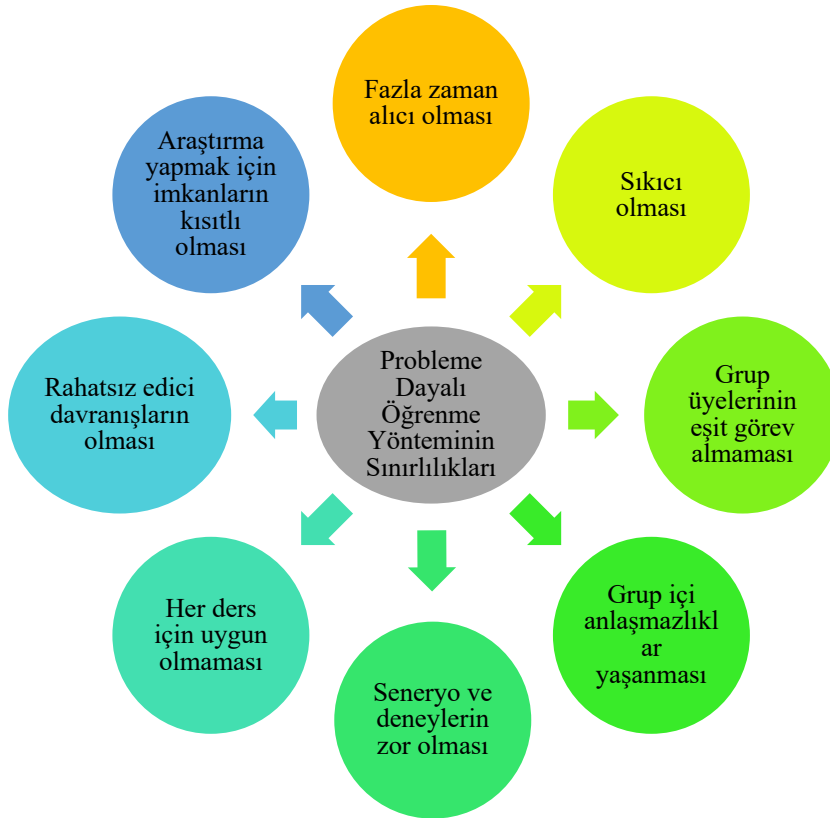 Fazla zaman
alıcı olması
Sıkıcı
olması
Grup
üyelerinin
eşit görev
almaması
Grup içi
anlaşmazlıkl
ar
yaşanması
Seneryo ve
deneylerin
zor olması
Her ders
için uygun
olmaması
Rahatsız edici
davranışların
olması
Araştırma
yapmak için
imkanların
kısıtlı
olması
Probleme
Dayalı
Öğrenme
Yönteminin
Sınırlılıkları